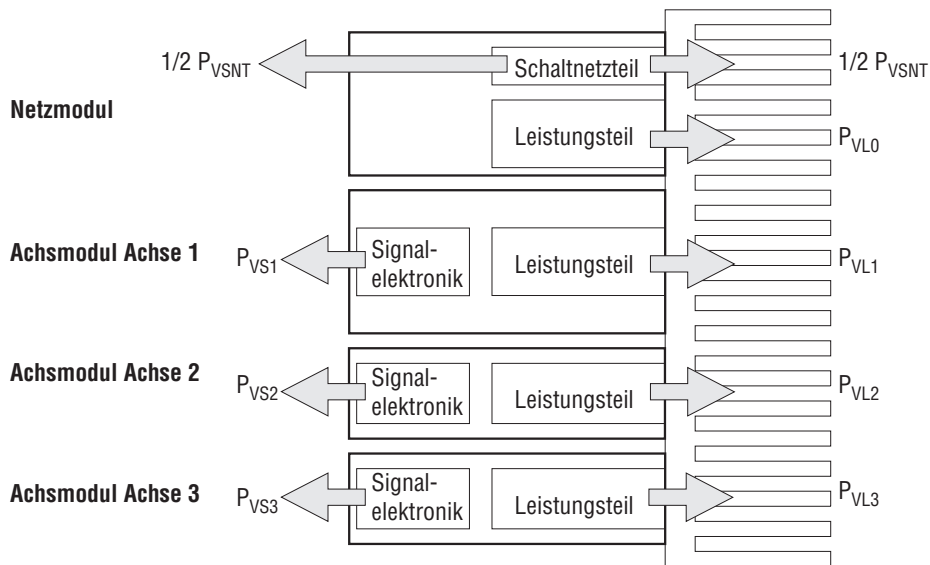 1/2 PVSNT
Schaltnetzteil
1/2 PVSNT
Netzmodul
Leistungsteil
PVL0
Achsmodul Achse 1
PVS1
Signal-
elektronik
Leistungsteil
PVL1
Achsmodul Achse 2
PVS2
Signal-
elektronik
Leistungsteil
PVL2
Achsmodul Achse 3
PVS3
Signal-
elektronik
Leistungsteil
PVL3